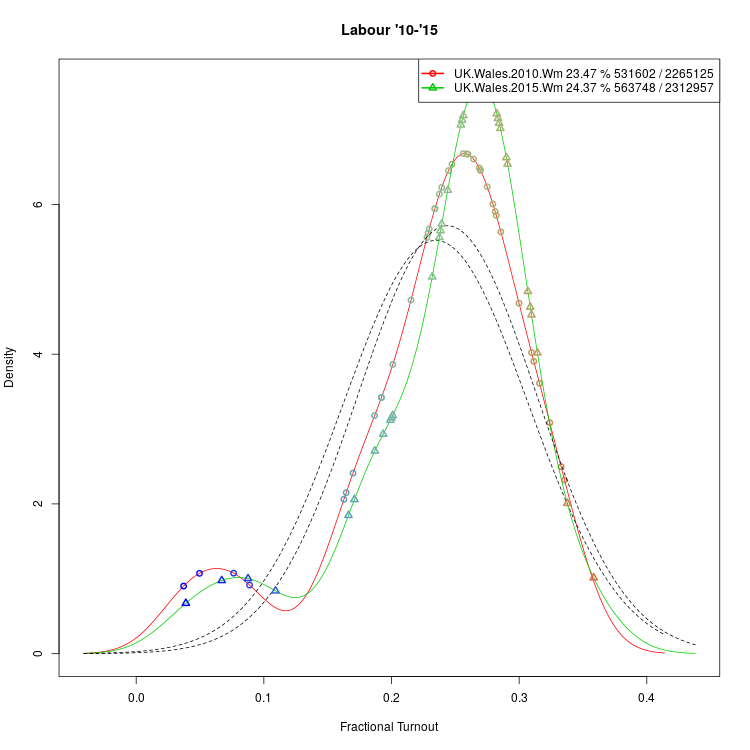 Labour '10-'15
UK.Wales.2010.Wm 23.47 % 531602 / 2265125
UK.Wales.2015.Wm 24.37 % 563748 / 2312957
Density
6
4
2
0
0.0 0.1 0.2 0.3 0.4
Fractional Turnout